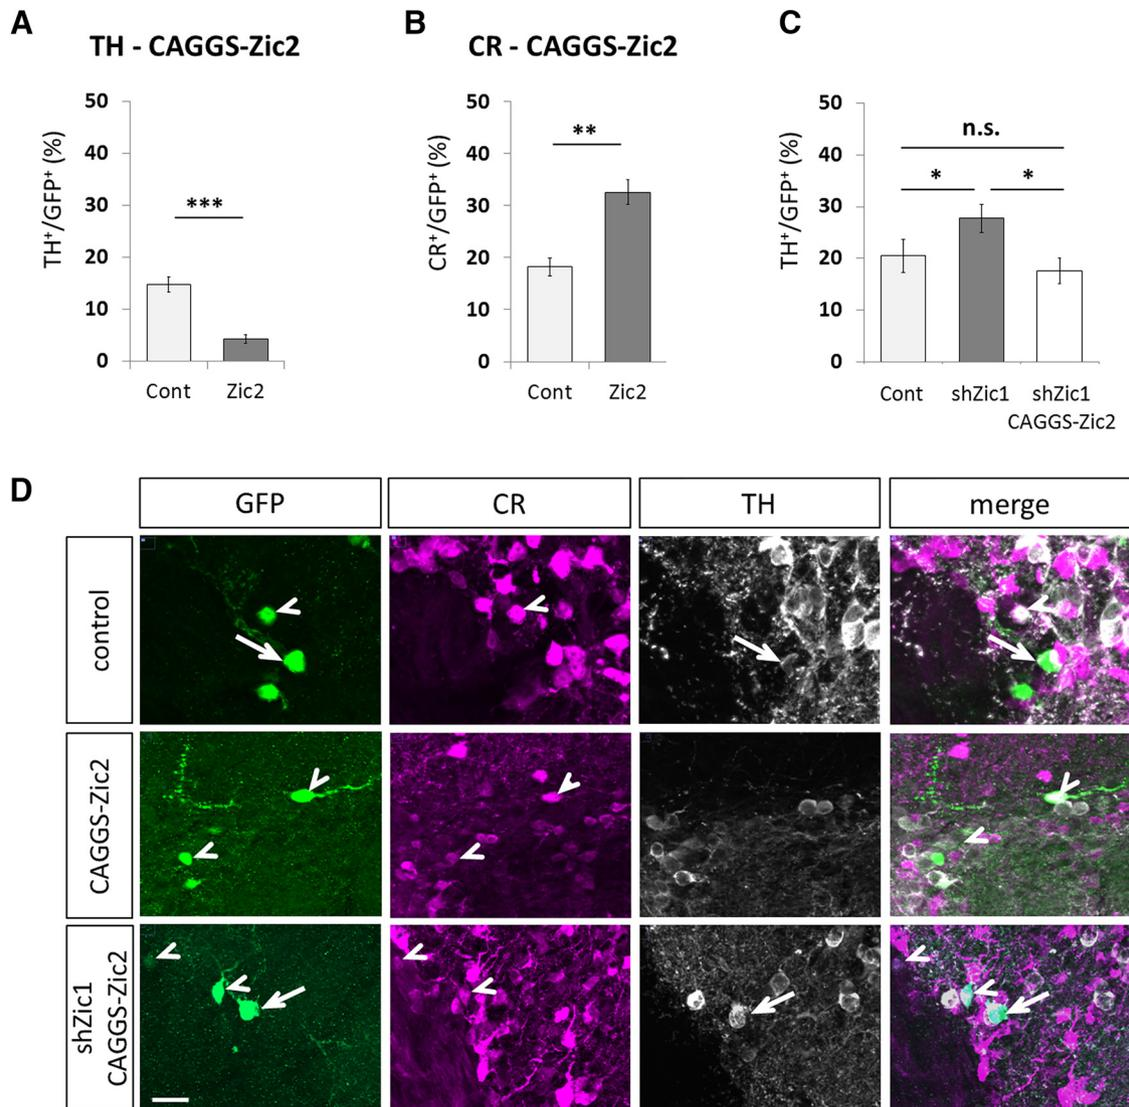 A
TH - CAGGS-Zic2
TH⁺/GFP⁺ (%)
50
40
30
20
10
0
***
Cont
Zic2
B
CR - CAGGS-Zic2
CR⁺/GFP⁺ (%)
50
40
30
20
10
0
**
Cont
Zic2
C
TH⁺/GFP⁺ (%)
50
40
30
20
10
0
n.s.
*
*
Cont
shZic1
shZic1
CAGGS-Zic2
D
GFP
CR
TH
merge
control
CAGGS-Zic2
shZic1
CAGGS-Zic2